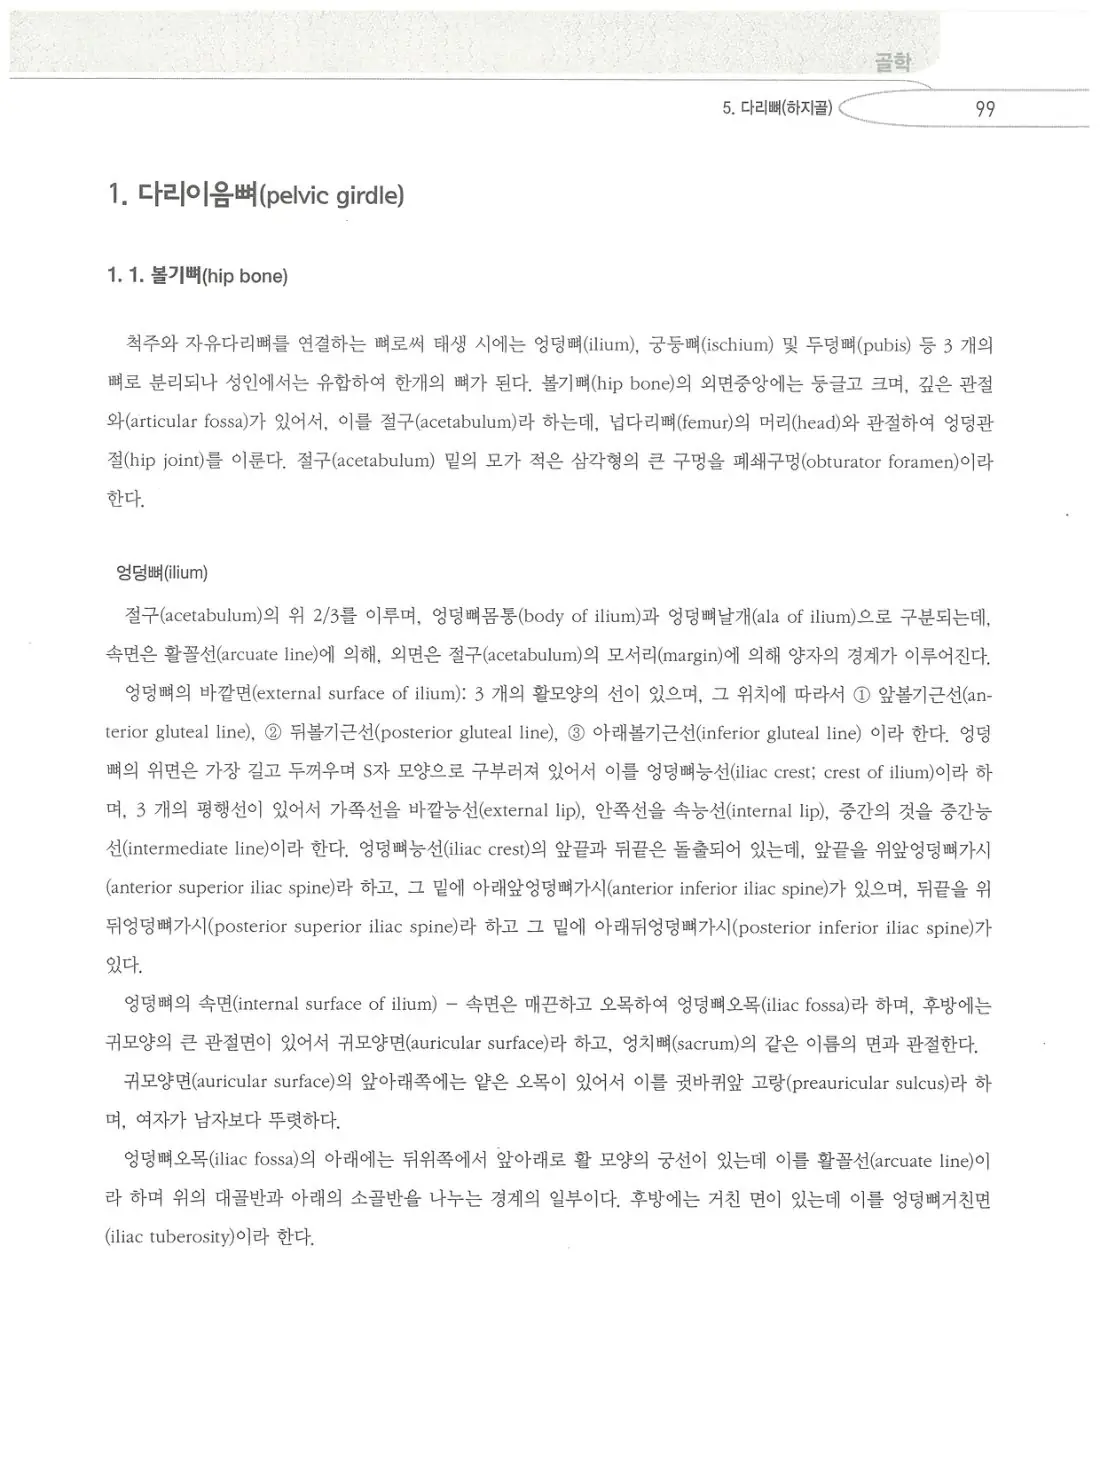 골학
5. 다리뼈(하지골)
99
1. 다리이음뼈(pelvic girdle)
1. 1. 볼기뼈(hip bone)
척주와 자유다리뼈를 연결하는 뼈로써 태생 시에는 엉덩뼈(ilium), 궁둥뼈(ischium) 및 두덩뼈(pubis) 등 3 개의
뼈로 분리되나 성인에서는 유합하여 한개의 뼈가 된다. 볼기뼈(hip bone)의 외면중앙에는 둥글고 크며, 깊은 관절
와(articular fossa)가 있어서, 이를 절구(acetabulum)라 하는데, 넙다리뼈(femur)의 머리(head)와 관절하여 엉덩관
절(hip joint)를 이룬다. 절구(acetabulum) 밑의 모가 적은 삼각형의 큰 구멍을 폐쇄구멍(obturator foramen)이라
한다.
엉덩뼈(ilium)
절구(acetabulum)의 위 2/3를 이루며, 엉덩뼈몸통(body of ilium)과 엉덩뼈날개(ala of ilium)으로 구분되는데,
속면은 활꼴선(arcuate line)에 의해, 외면은 절구(acetabulum)의 모서리(margin)에 의해 양자의 경계가 이루어진다.
엉덩뼈의 바깥면(external surface of ilium): 3 개의 활모양의 선이 있으며, 그 위치에 따라서 ① 앞볼기근선(an-
terior gluteal line), ② 뒤볼기근선(posterior gluteal line), ③ 아래볼기근선(inferior gluteal line) 이라 한다. 엉덩
뼈의 위면은 가장 길고 두꺼우며 S자 모양으로 구부러져 있어서 이를 엉덩뼈능선(iliac crest; crest of ilium)이라 하
며, 3 개의 평행선이 있어서 가쪽선을 바깥능선(external lip), 안쪽선을 속능선(internal lip), 중간의 것을 중간능
선(intermediate line)이라 한다. 엉덩뼈능선(iliac crest)의 앞끝과 뒤끝은 돌출되어 있는데, 앞끝을 위앞엉덩뼈가시
(anterior superior iliac spine)라 하고, 그 밑에 아래앞엉덩뼈가시(anterior inferior iliac spine)가 있으며, 뒤끝을 위
뒤엉덩뼈가시(posterior superior iliac spine)라 하고 그 밑에 아래뒤엉덩뼈가시(posterior inferior iliac spine)가
있다.
엉덩뼈의 속면(internal surface of ilium) – 속면은 매끈하고 오목하여 엉덩뼈오목(iliac fossa)라 하며, 후방에는
귀모양의 큰 관절면이 있어서 귀모양면(auricular surface)라 하고, 엉치뼈(sacrum)의 같은 이름의 면과 관절한다.
귀모양면(auricular surface)의 앞아래쪽에는 얕은 오목이 있어서 이를 귓바퀴앞 고랑(preauricular sulcus)라 하
며, 여자가 남자보다 뚜렷하다.
엉덩뼈오목(iliac fossa)의 아래에는 뒤위쪽에서 앞아래로 활 모양의 궁선이 있는데 이를 활꼴선(arcuate line)이
라 하며 위의 대골반과 아래의 소골반을 나누는 경계의 일부이다. 후방에는 거친 면이 있는데 이를 엉덩뼈거친면
(iliac tuberosity)이라 한다.